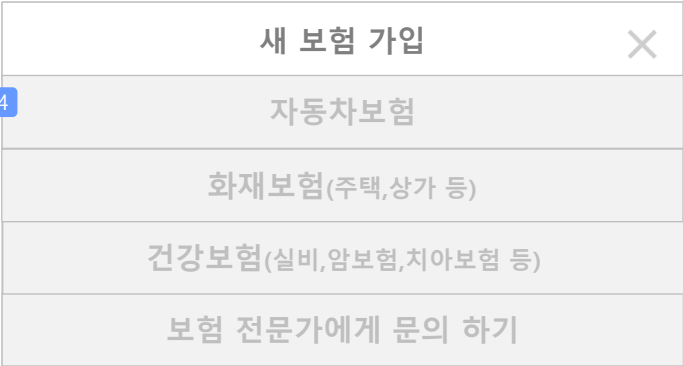 새 보험 가입
4
자동차보험
화재보험(주택,상가 등)
건강보험(실비,암보험,치아보험 등)
보험 전문가에게 문의 하기